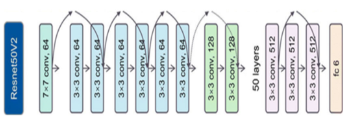 Resnet50V2
7×7 conv, 64
3×3 conv, 64
3×3 conv, 64
3×3 conv, 64
3×3 conv, 64
3×3 conv, 64
3×3 conv, 64
3×3 conv, 128
3×3 conv, 128
50 layers
3×3 conv, 512
3×3 conv, 512
3×3 conv, 512
fc 6